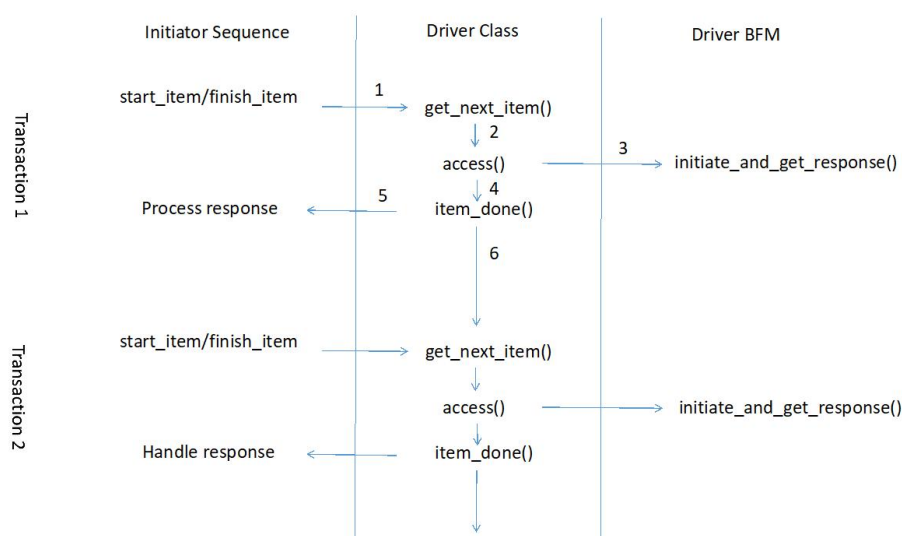 Initiator Sequence
Driver Class
Driver BFM
Transaction 1
start_item/finish_item
1
get_next_item()
2
access()
3
initiate_and_get_response()
4
Process response
5
item_done()
6
Transaction 2
start_item/finish_item
get_next_item()
access()
initiate_and_get_response()
Handle response
item_done()